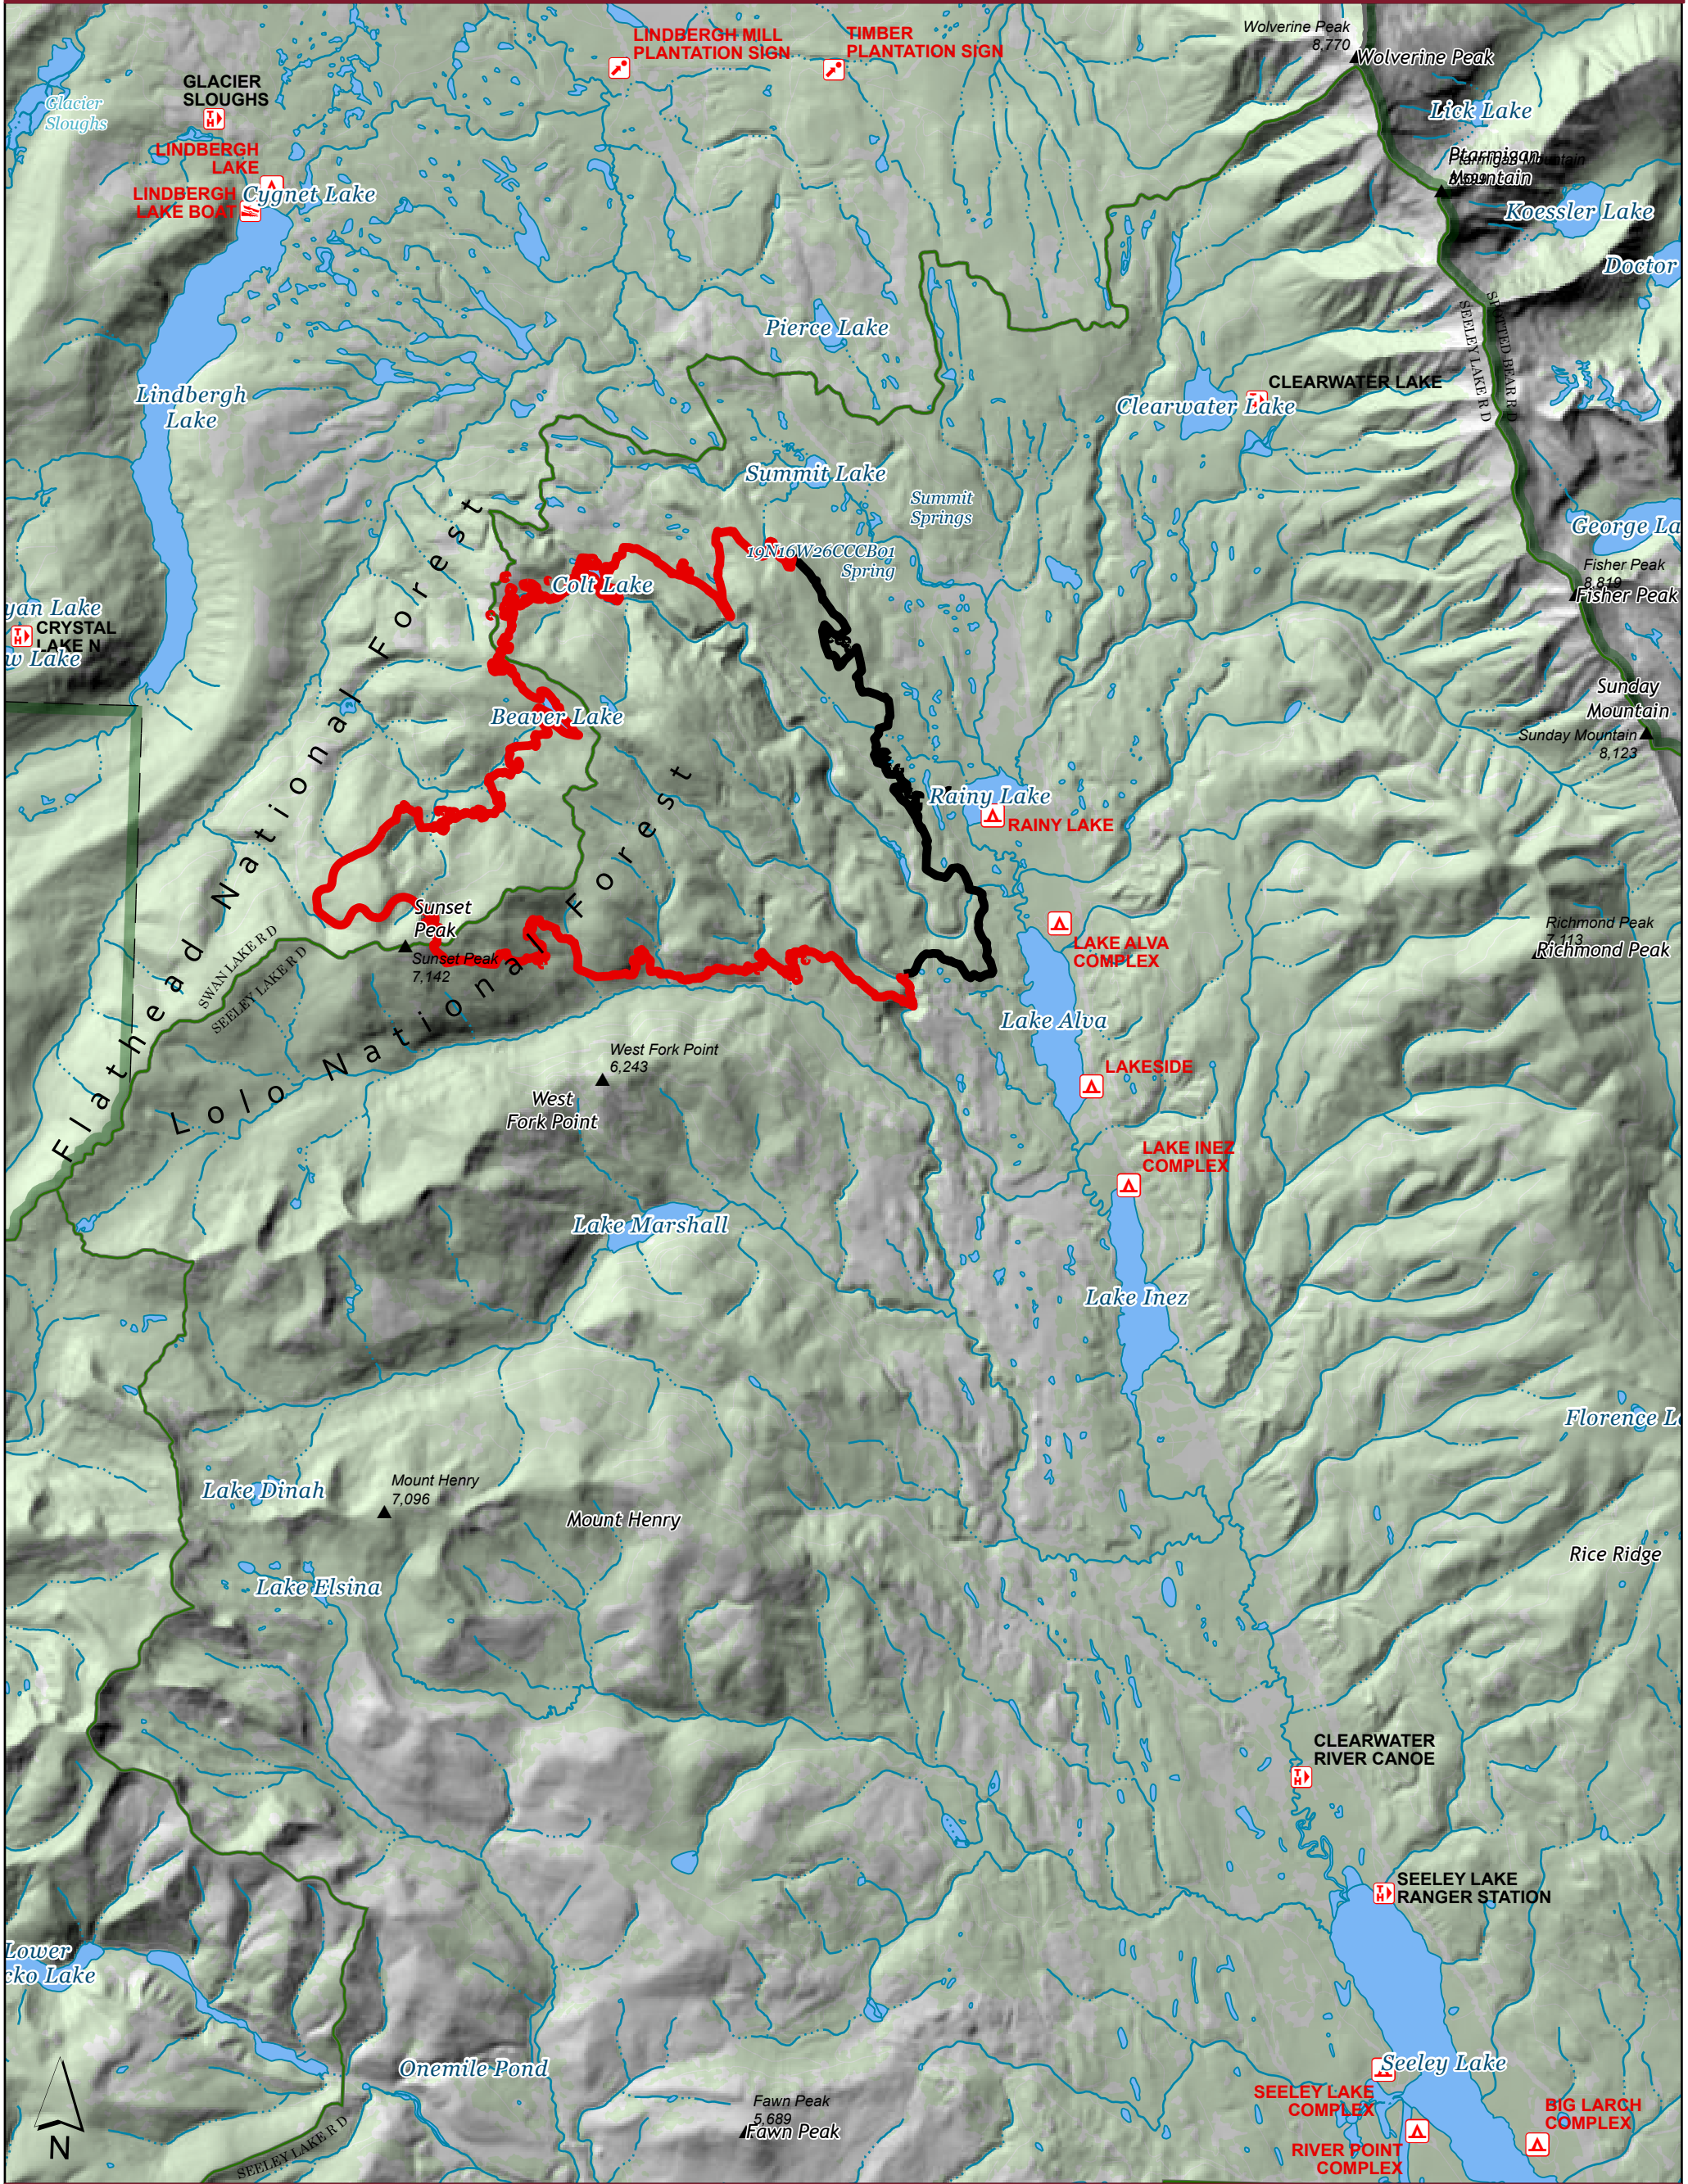 LINDBERGH MILL
PLANTATION SIGN
TIMBER
PLANTATION SIGN
Wolverine Peak
8,770
Wolverine Peak
GLACIER
SLOUGHS
Glacier
Sloughs
TH
Lick Lake
LINDBERGH
LAKE
Ptarmigan
Mountain
Ptarmigan Mountain
LINDBERGH
LAKE BOAT
Cygnet Lake
Koessler Lake
Doctor
SPOTTED BEAR R D
SEELEY LAKE R D
Pierce Lake
CLEARWATER LAKE
Clearwater Lake
Lindbergh
Lake
Summit Lake
Summit
Springs
George La
19N16W26CCCB01
Spring
Fisher Peak
8,819
Fisher Peak
Colt Lake
yan Lake
TH
CRYSTAL
LAKE N
w Lake
Sunday
Mountain
Sunday Mountain
8,123
Beaver Lake
Rainy Lake
RAINY LAKE
Flathead National Forest
Sunset
Peak
Sunset Peak
7,142
Richmond Peak
7,113
Richmond Peak
LAKE ALVA
COMPLEX
SWAN LAKE R D
SEELEY LAKE R D
Lolo National Forest
Lake Alva
West Fork Point
6,243
West
Fork Point
LAKESIDE
LAKE INEZ
COMPLEX
Lake Marshall
Lake Inez
Florence L
Lake Dinah
Mount Henry
7,096
Mount Henry
Rice Ridge
Lake Elsina
CLEARWATER
RIVER CANOE
TH
SEELEY LAKE
RANGER STATION
TH
Lower
cko Lake
Onemile Pond
Seeley Lake
SEELEY LAKE
COMPLEX
BIG LARCH
COMPLEX
Fawn Peak
5,689
Fawn Peak
RIVER POINT
COMPLEX
N
SEELEY LAKE R D